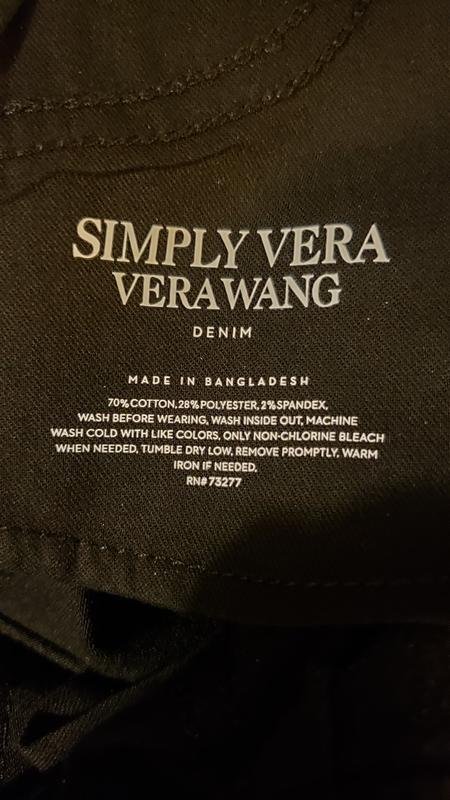 SIMPLY VERA
VERA WANG
DENIM
MADE IN BANGLADESH
70% COTTON, 28% POLYESTER, 2% SPANDEX,
WASH BEFORE WEARING, WASH INSIDE OUT, MACHINE
WASH COLD WITH LIKE COLORS, ONLY NON-CHLORINE BLEACH
WHEN NEEDED, TUMBLE DRY LOW, REMOVE PROMPTLY, WARM
IRON IF NEEDED.
RN# 73277